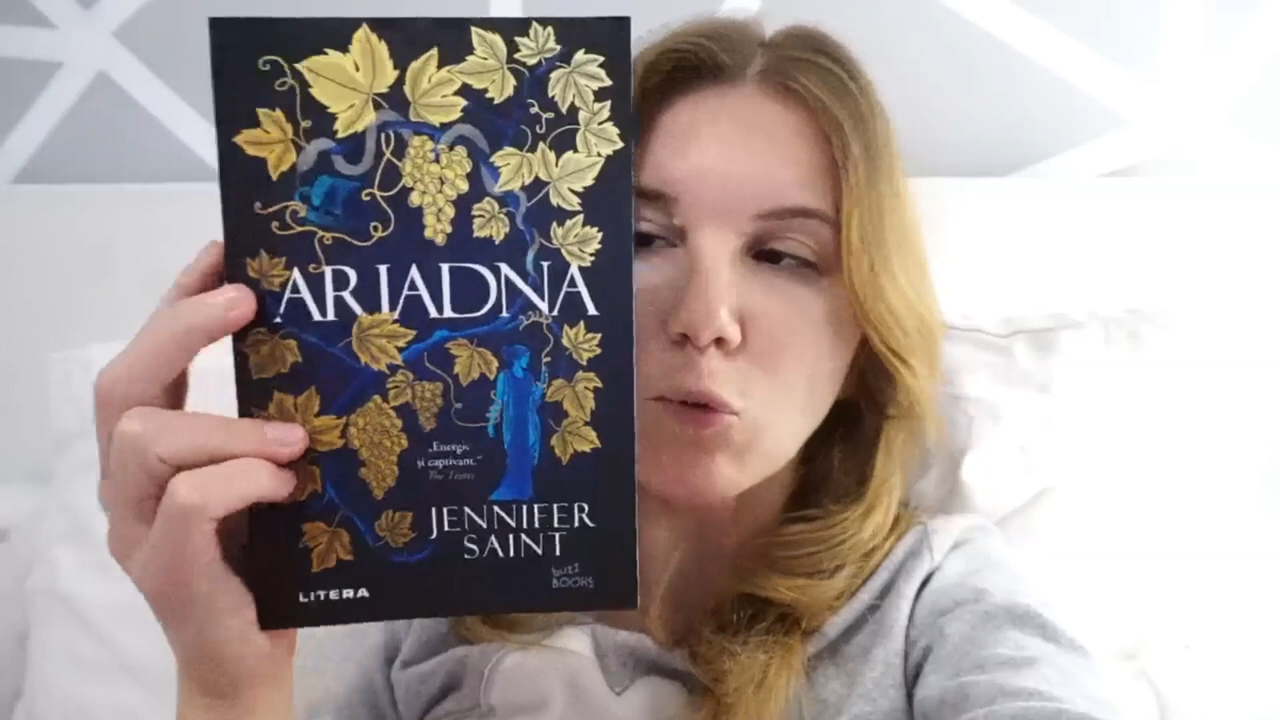 ARIADNA
„Energic
și captivant.”
The Times
JENNIFER
SAINT
buzz
BOOKS
LITERA